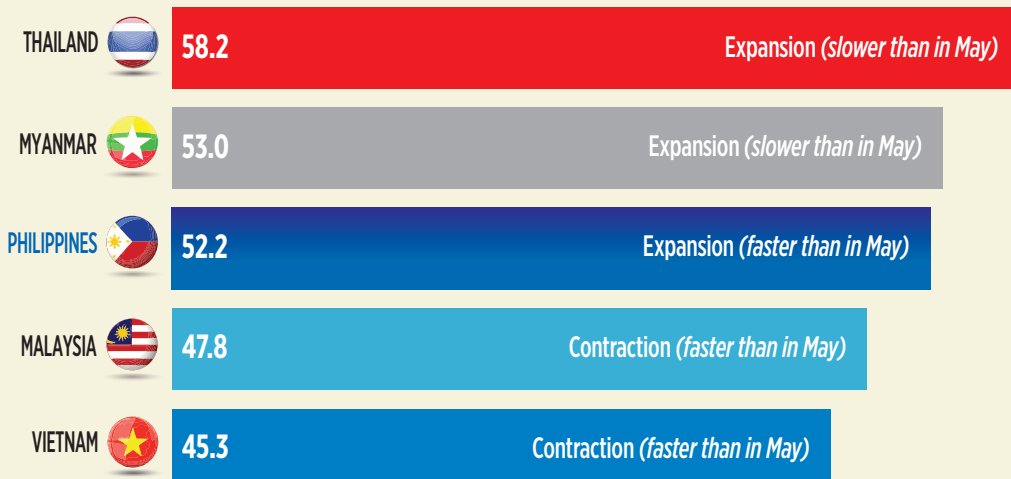 THAILAND 58.2 Expansion (slower than in May)
MYANMAR 53.0 Expansion (slower than in May)
PHILIPPINES 52.2 Expansion (faster than in May)
MALAYSIA 47.8 Contraction (faster than in May)
VIETNAM 45.3 Contraction (faster than in May)